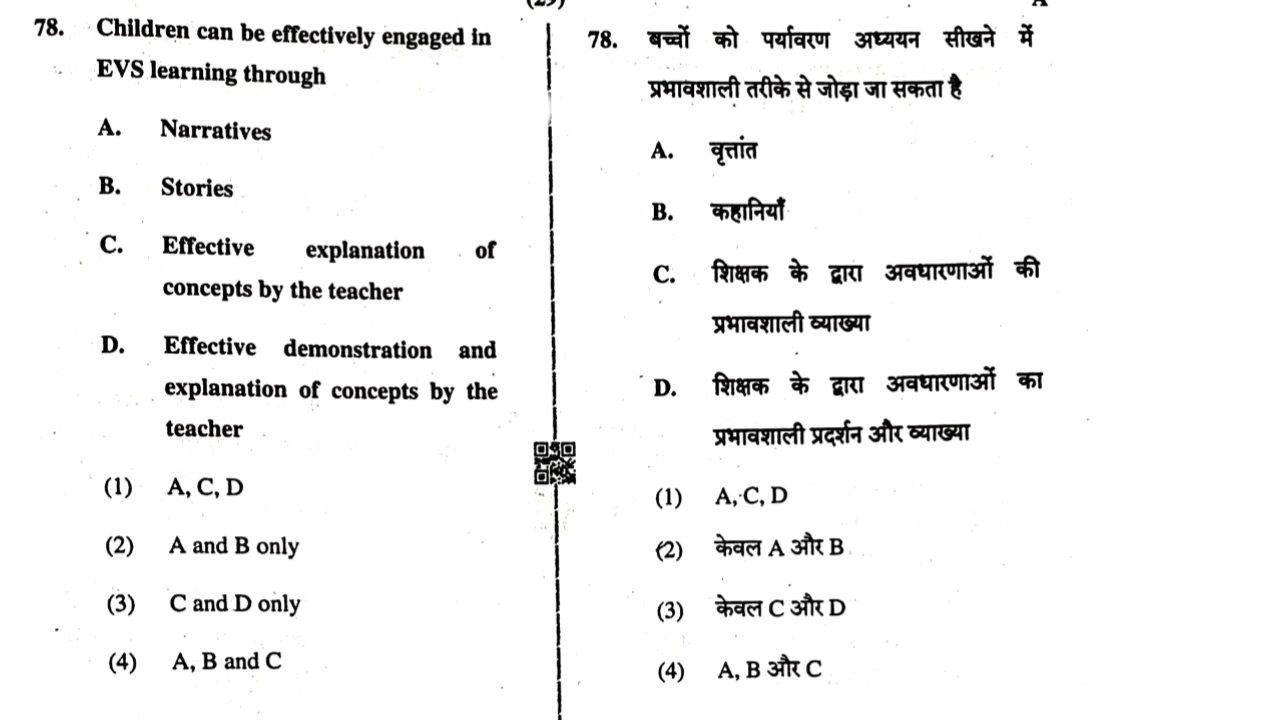 78. Children can be effectively engaged in
EVS learning through
A. Narratives
B. Stories
C. Effective explanation of
concepts by the teacher
D. Effective demonstration and
explanation of concepts by the
teacher
(1) A, C, D
(2) A and B only
(3) C and D only
(4) A, B and C
78. बच्चों को पर्यावरण अध्ययन सीखने में
प्रभावशाली तरीके से जोड़ा जा सकता है
A. वृत्तांत
B. कहानियाँ
C. शिक्षक के द्वारा अवधारणाओं की
प्रभावशाली व्याख्या
D. शिक्षक के द्वारा अवधारणाओं का
प्रभावशाली प्रदर्शन और व्याख्या
(1) A, C, D
(2) केवल A और B
(3) केवल C और D
(4) A, B और C